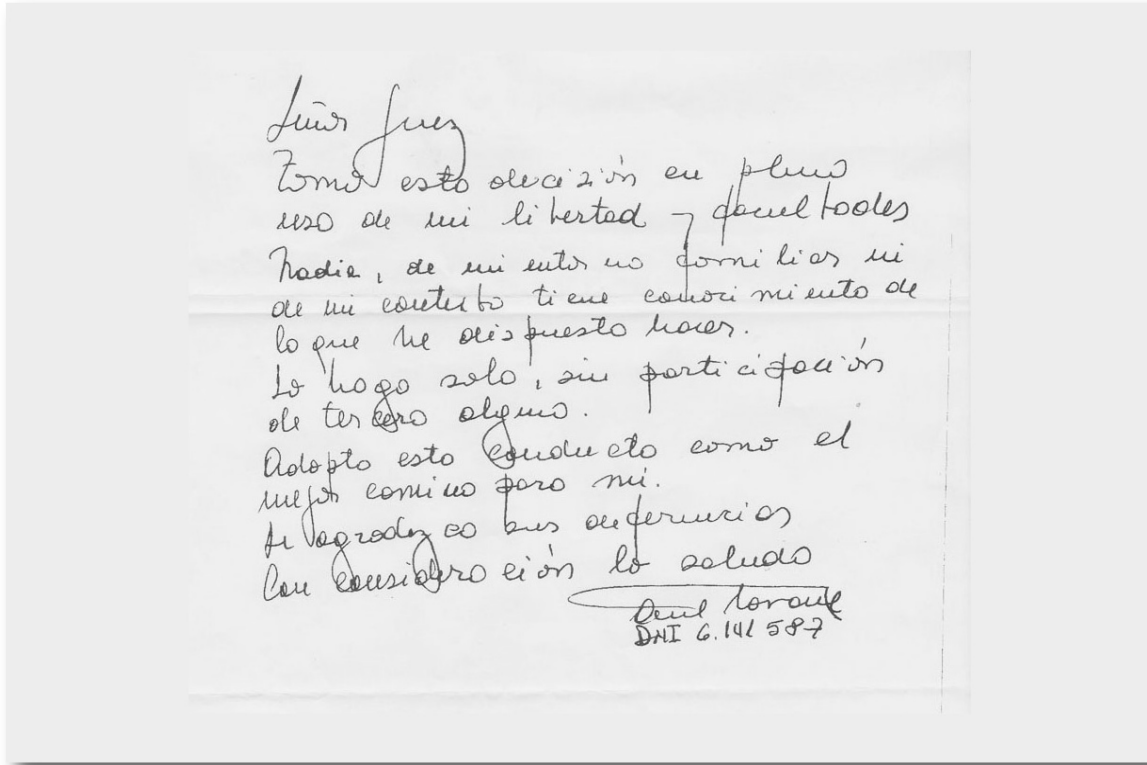 Señor Juez
Tomo esta decisión en pleno
uso de mi libertad y facultades
Nadie, de mi entorno familiar ni
de mi contexto tiene conocimiento de
lo que he dispuesto hacer.
Lo hago solo, sin participación
de tercero alguno.
Adopto esta conducta como el
mejor camino para mi.
Le agradezco sus deferencias
Con consideración lo saludo
DNI 6.141 587